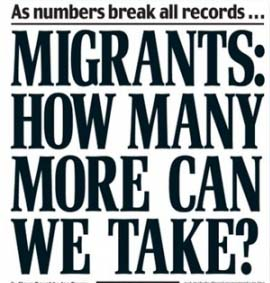 As numbers break all records ...
MIGRANTS:
HOW MANY
MORE CAN
WE TAKE?